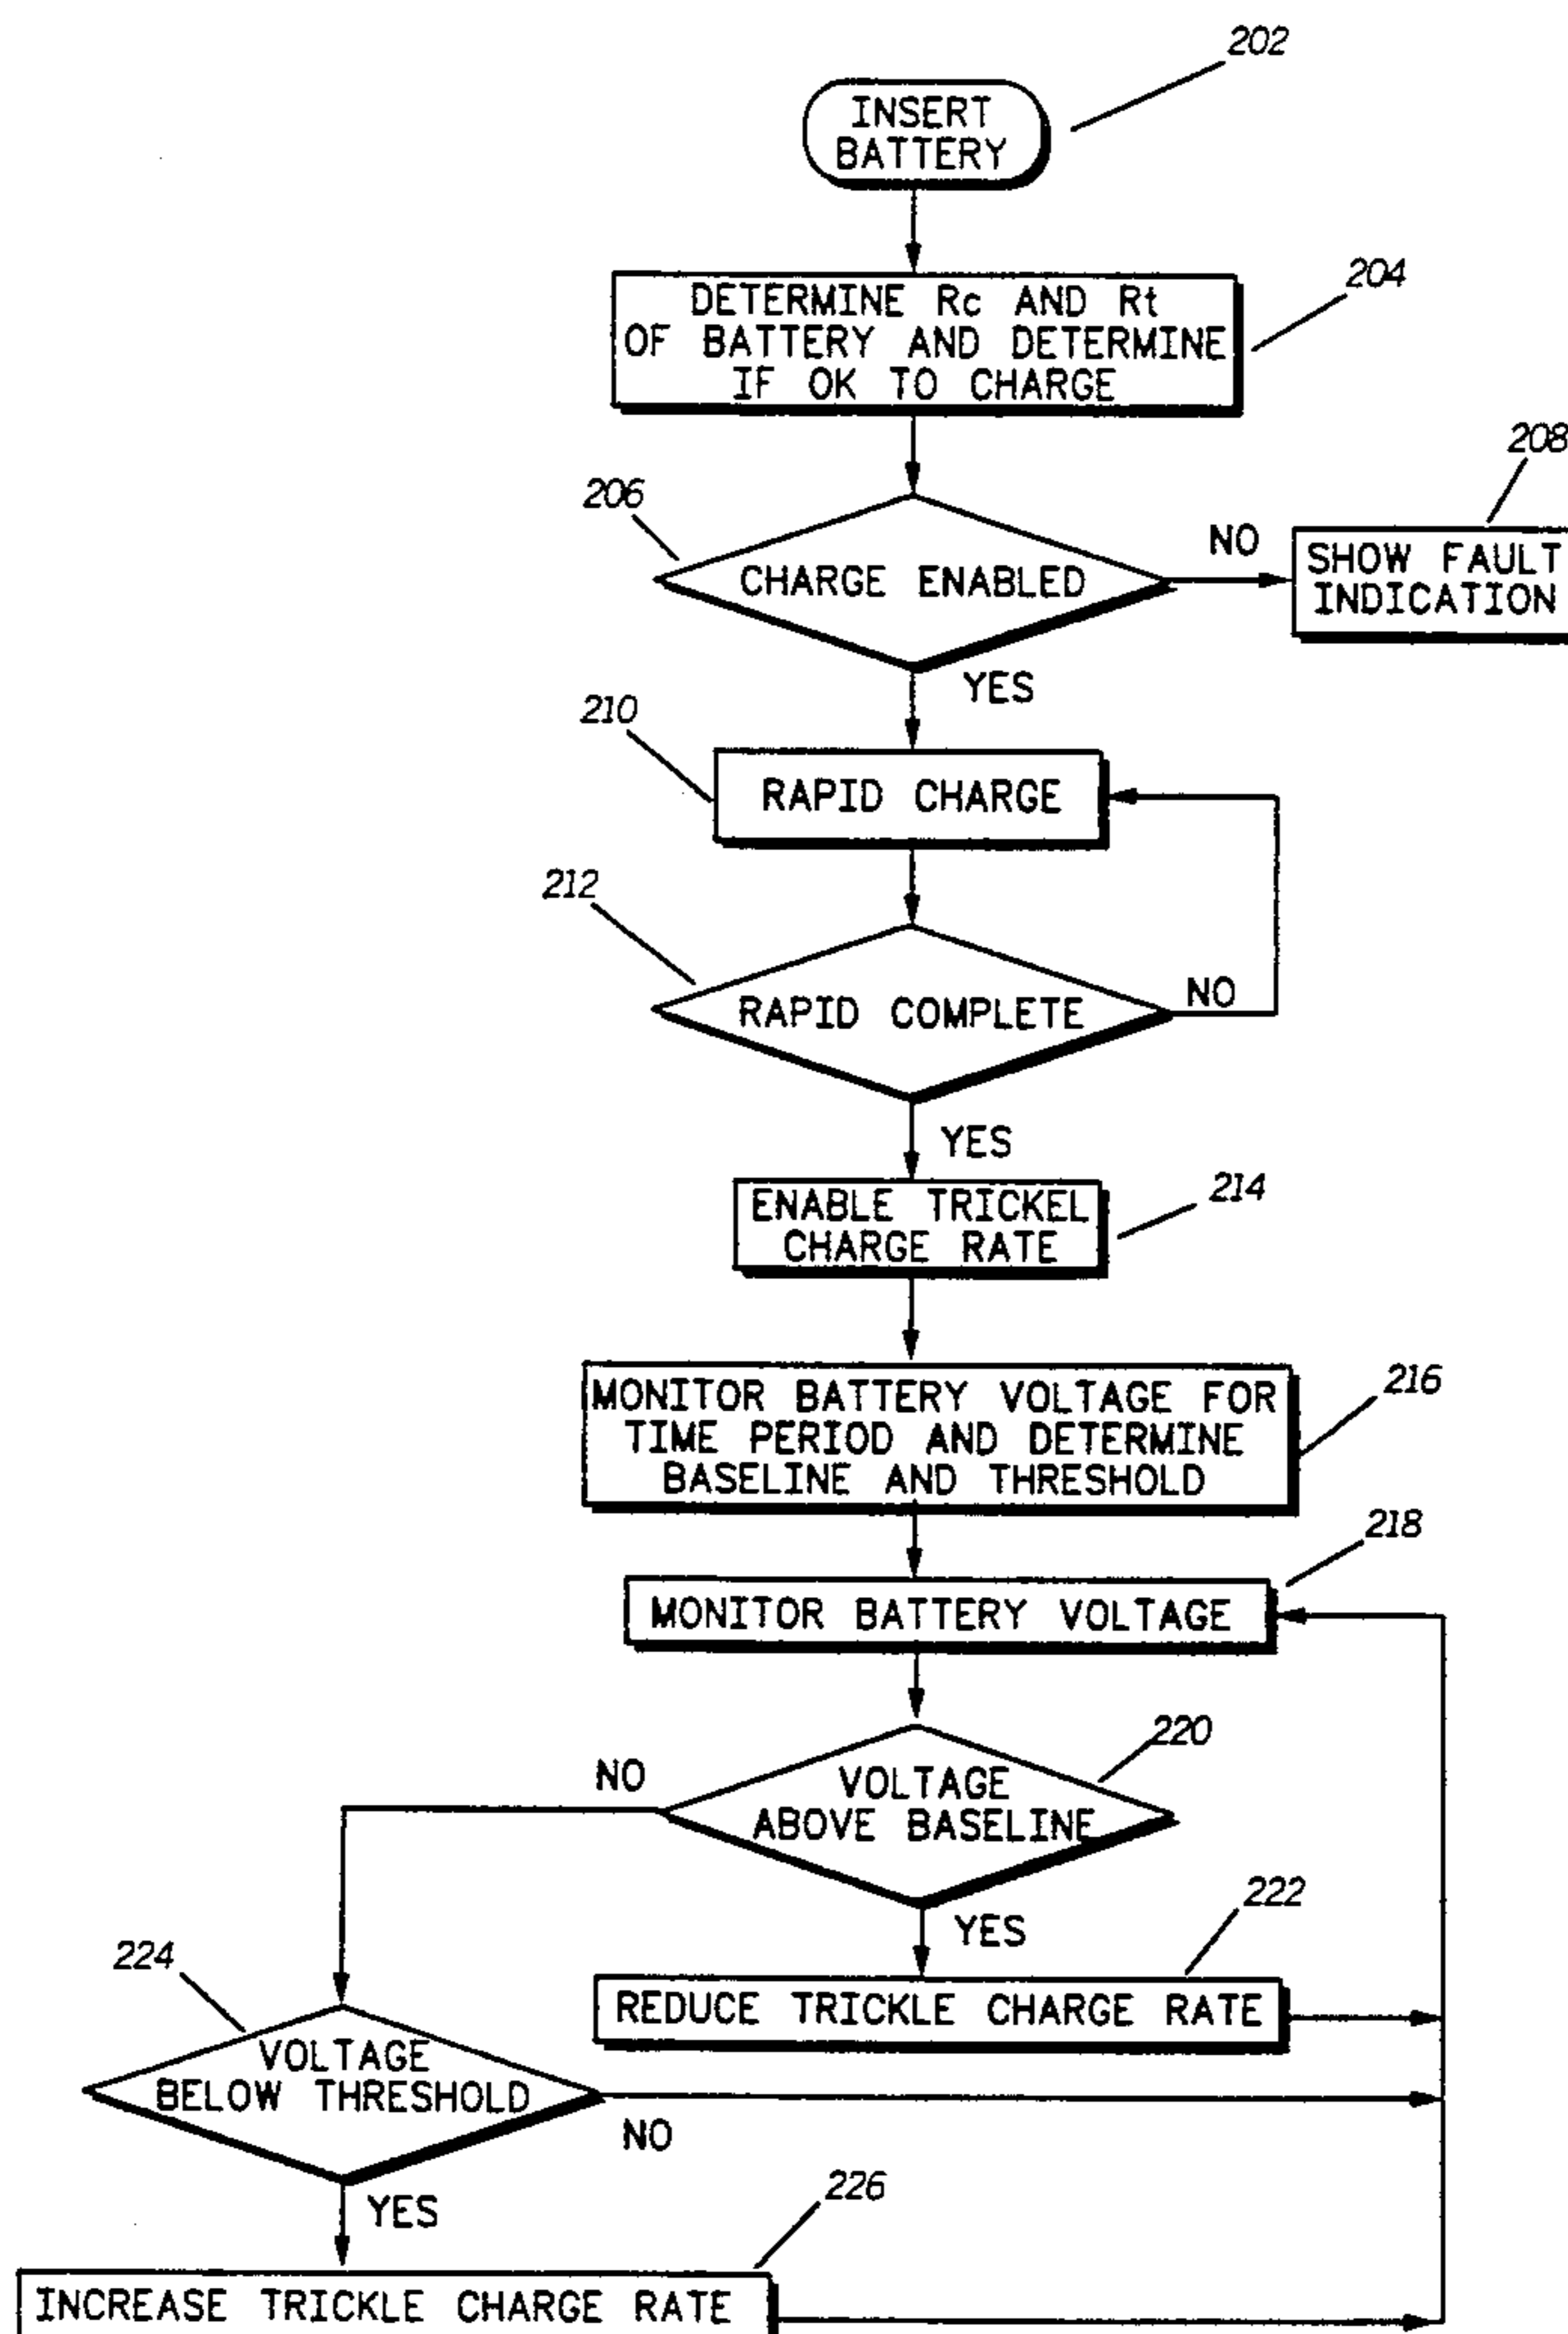 202
INSERT
BATTERY
204
DETERMINE Rc AND Rt
OF BATTERY AND DETERMINE
IF OK TO CHARGE
208
206
CHARGE ENABLED
NO
SHOW FAULT
INDICATION
YES
210
RAPID CHARGE
212
RAPID COMPLETE
NO
YES
214
ENABLE TRICKEL
CHARGE RATE
216
MONITOR BATTERY VOLTAGE FOR
TIME PERIOD AND DETERMINE
BASELINE AND THRESHOLD
218
MONITOR BATTERY VOLTAGE
220
NO
VOLTAGE
ABOVE BASELINE
222
YES
224
REDUCE TRICKLE CHARGE RATE
VOLTAGE
BELOW THRESHOLD
NO
YES
226
INCREASE TRICKLE CHARGE RATE